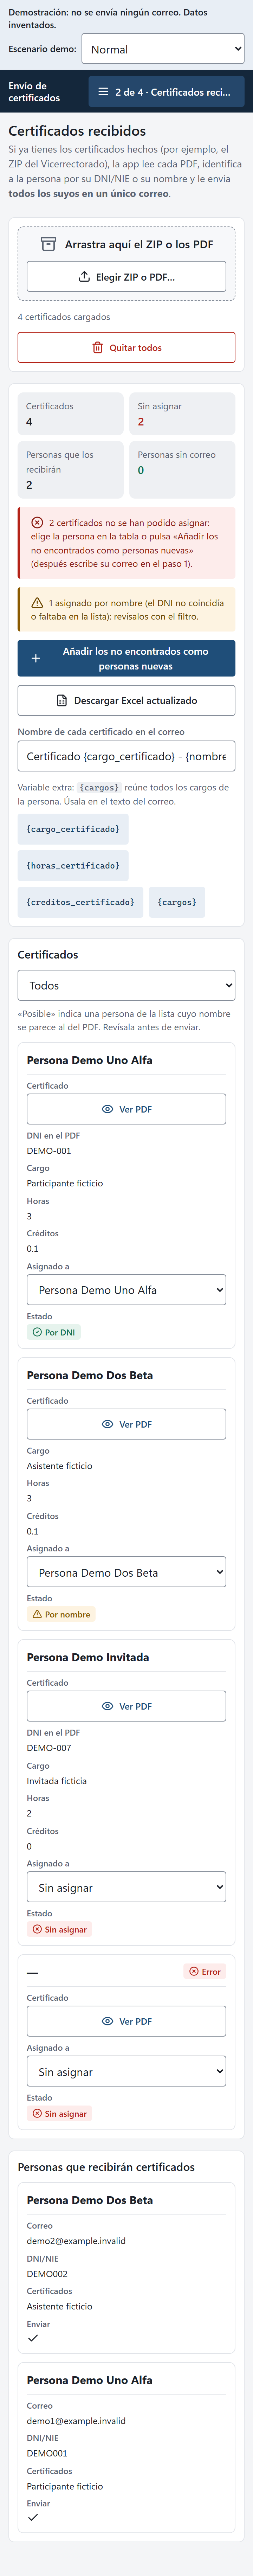 Demostración: no se envía ningún correo. Datos
inventados.
Escenario demo:
Normal
Envío de
certificados
2 de 4 · Certificados reci...
Certificados recibidos
Si ya tienes los certificados hechos (por ejemplo, el
ZIP del Vicerrectorado), la app lee cada PDF, identifica
a la persona por su DNI/NIE o su nombre y le envía
todos los suyos en un único correo.
Arrastra aquí el ZIP o los PDF
Elegir ZIP o PDF...
4 certificados cargados
Quitar todos
Certificados
4
Sin asignar
2
Personas que los
recibirán
2
Personas sin correo
0
2 certificados no se han podido asignar:
elige la persona en la tabla o pulsa «Añadir los
no encontrados como personas nuevas»
(después escribe su correo en el paso 1).
1 asignado por nombre (el DNI no coincidía
o faltaba en la lista): revísalos con el filtro.
Añadir los no encontrados como
personas nuevas
Descargar Excel actualizado
Nombre de cada certificado en el correo
Certificado {cargo_certificado} - {nombre
Variable extra: {cargos} reúne todos los cargos de
la persona. Úsala en el texto del correo.
{cargo_certificado}
{horas_certificado}
{creditos_certificado}
{cargos}
Certificados
Todos
«Posible» indica una persona de la lista cuyo nombre
se parece al del PDF. Revísala antes de enviar.
Persona Demo Uno Alfa
Certificado
Ver PDF
DNI en el PDF
DEMO-001
Cargo
Participante ficticio
Horas
3
Créditos
0.1
Asignado a
Persona Demo Uno Alfa
Estado
Por DNI
Persona Demo Dos Beta
Certificado
Ver PDF
Cargo
Asistente ficticio
Horas
3
Créditos
0.1
Asignado a
Persona Demo Dos Beta
Estado
Por nombre
Persona Demo Invitada
Certificado
Ver PDF
DNI en el PDF
DEMO-007
Cargo
Invitada ficticia
Horas
2
Créditos
0
Asignado a
Sin asignar
Estado
Sin asignar
—
Error
Certificado
Ver PDF
Asignado a
Sin asignar
Estado
Sin asignar
Personas que recibirán certificados
Persona Demo Dos Beta
Correo
demo2@example.invalid
DNI/NIE
DEMO002
Certificados
Asistente ficticio
Enviar
✓
Persona Demo Uno Alfa
Correo
demo1@example.invalid
DNI/NIE
DEMO001
Certificados
Participante ficticio
Enviar
✓